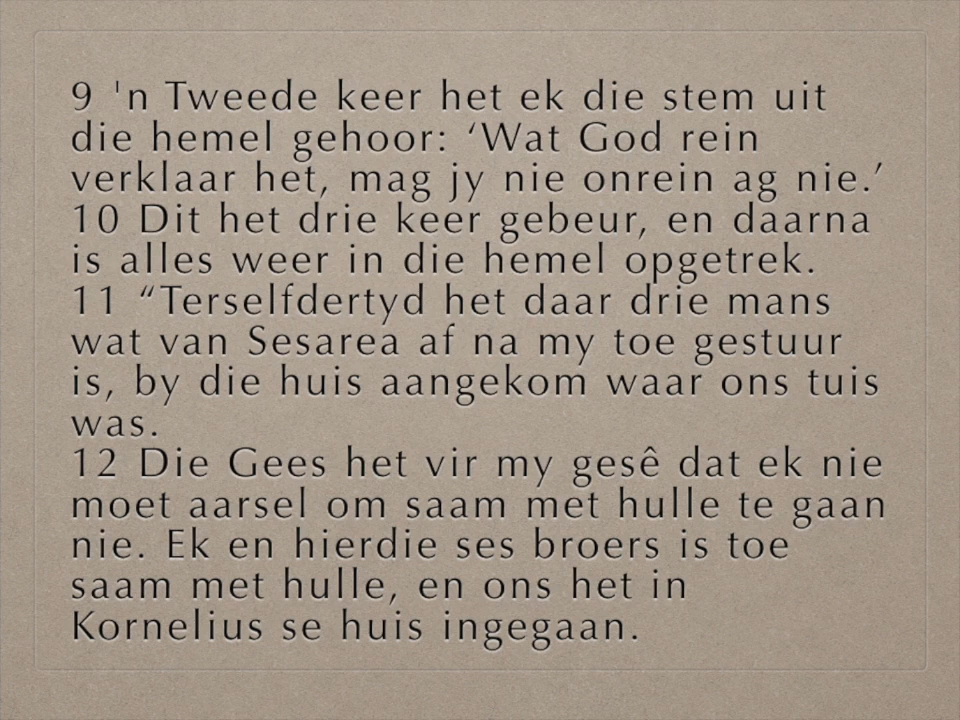 9 'n Tweede keer het ek die stem uit
die hemel gehoor: ‘Wat God rein
verklaar het, mag jy nie onrein ag nie.’
10 Dit het drie keer gebeur, en daarna
is alles weer in die hemel opgetrek.
11 “Terselfdertyd het daar drie mans
wat van Sesarea af na my toe gestuur
is, by die huis aangekom waar ons tuis
was.
12 Die Gees het vir my gesê dat ek nie
moet aarsel om saam met hulle te gaan
nie. Ek en hierdie ses broers is toe
saam met hulle, en ons het in
Kornelius se huis ingegaan.